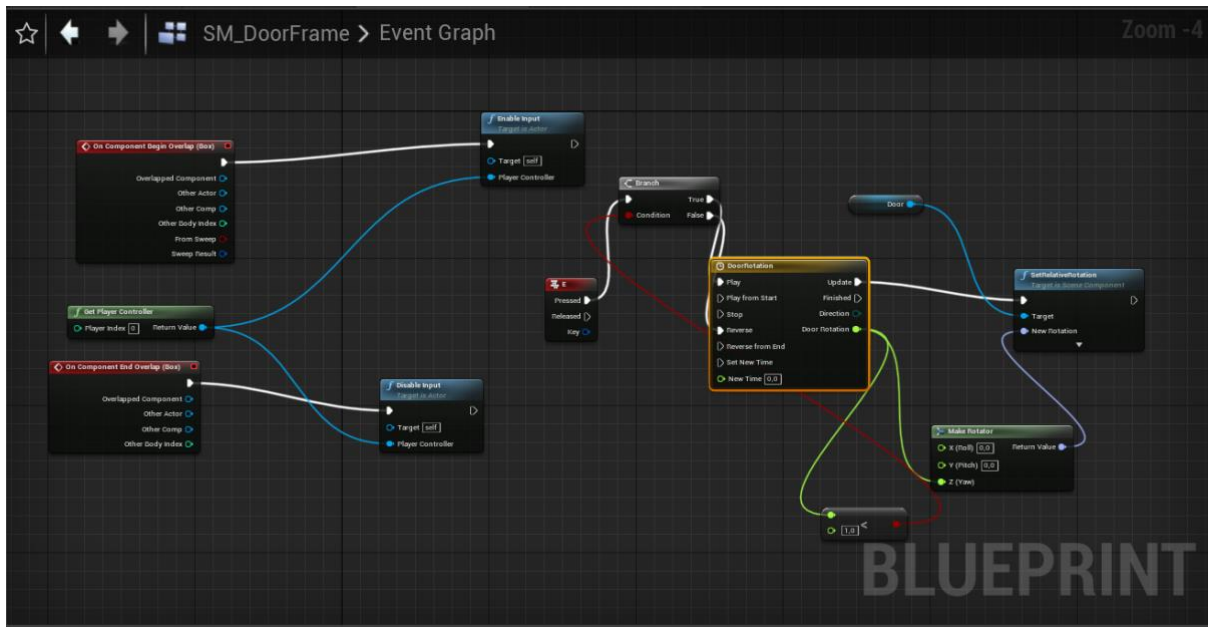 SM_DoorFrame > Event Graph
Zoom -4
On Component Begin Overlap (Box)
Overlapped Component
Other Actor
Other Comp
Other Body Index
From Sweep
Sweep Result
f Get Player Controller
Player Index 0 Return Value
On Component End Overlap (Box)
Overlapped Component
Other Actor
Other Comp
Other Body Index
f Enable Input
Target is Actor
Target self
Player Controller
f Disable Input
Target is Actor
Target self
Player Controller
E
Pressed
Released
Key
Branch
True
Condition False
DoorRotation
Play Update
Play from Start Finished
Stop Direction
Reverse Door Rotation
Reverse from End
Set New Time
New Time 0,0
1,0 <
Door
f SetRelativeRotation
Target is Scene Component
Target
New Rotation
Make Rotator
X (Roll) 0,0 Return Value
Y (Pitch) 0,0
Z (Yaw)
BLUEPRINT